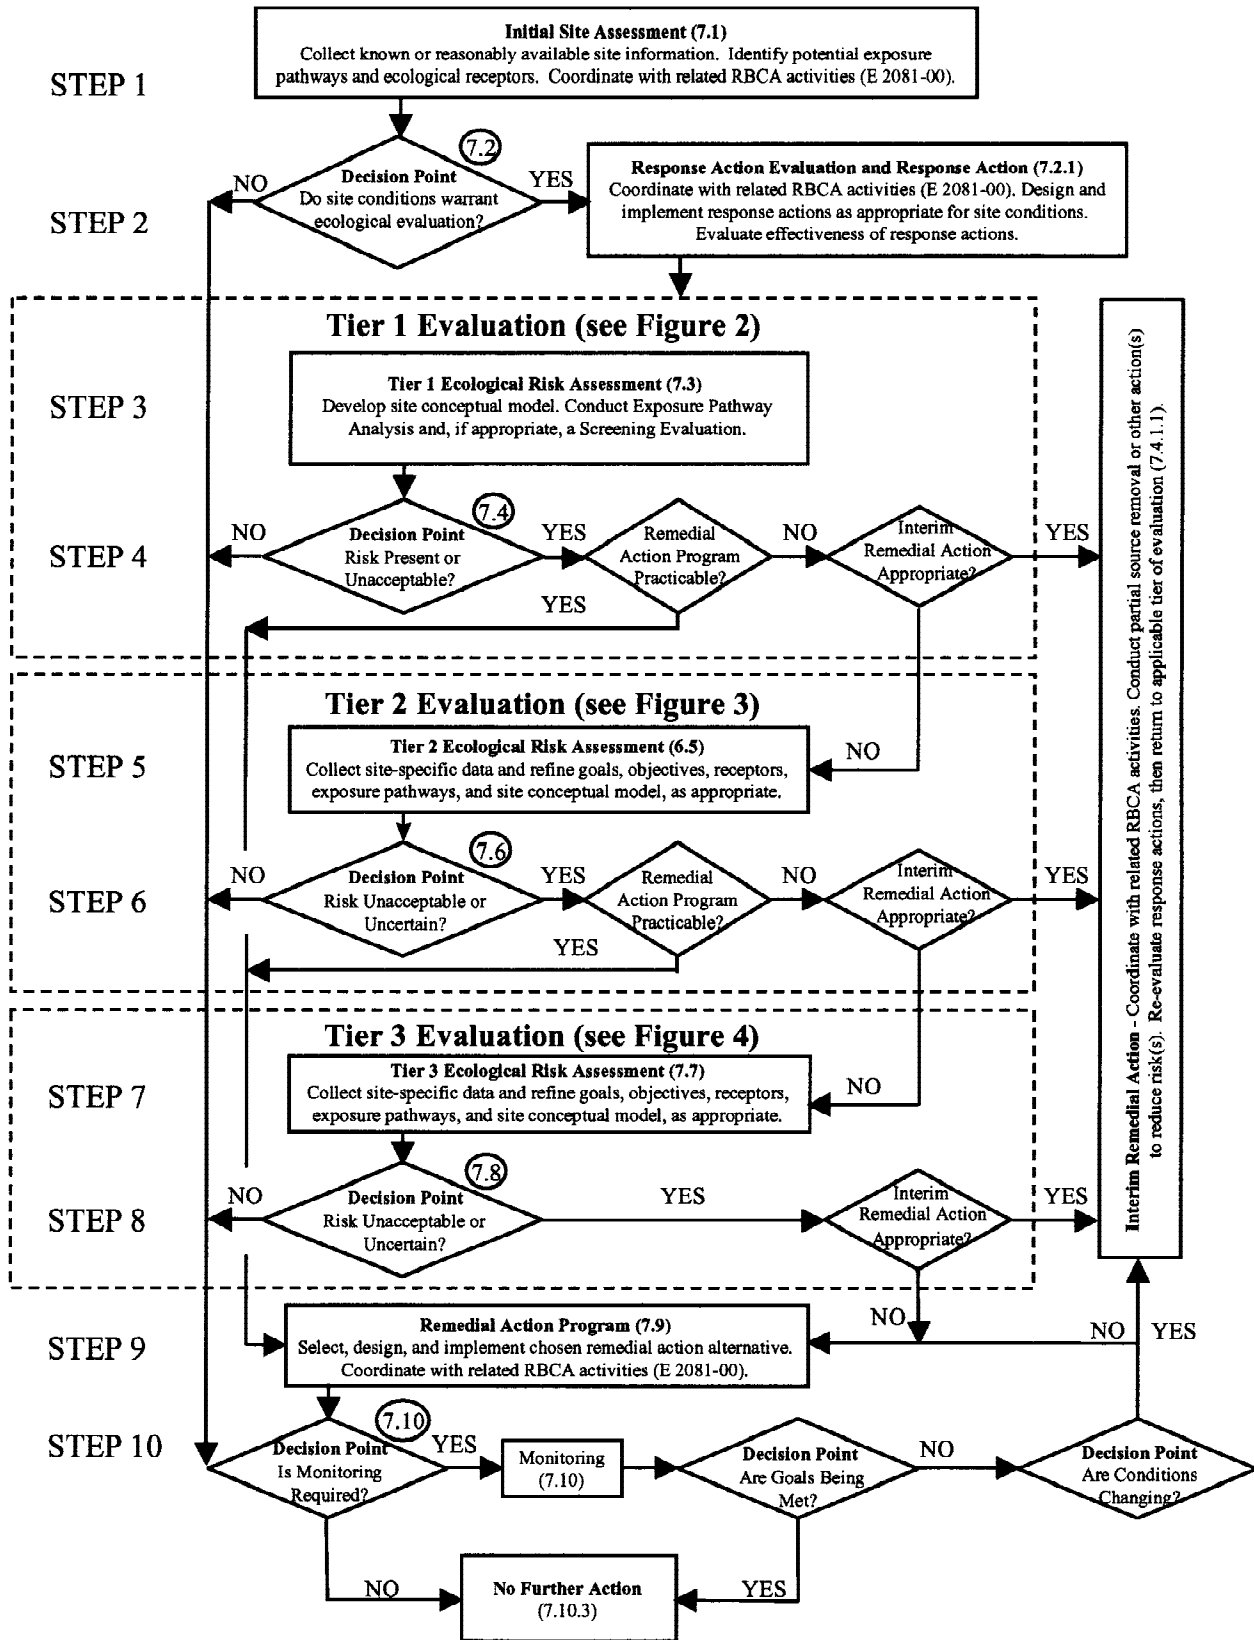 Initial Site Assessment (7.1)
Collect known or reasonably available site information. Identify potential exposure
pathways and ecological receptors. Coordinate with related RBCA activities (E 2081-00).
STEP 1
7.2
NO
Decision Point
Do site conditions warrant
ecological evaluation?
YES
Response Action Evaluation and Response Action (7.2.1)
Coordinate with related RBCA activities (E 2081-00). Design and
implement response actions as appropriate for site conditions.
Evaluate effectiveness of response actions.
STEP 2
Tier 1 Evaluation (see Figure 2)
STEP 3
Tier 1 Ecological Risk Assessment (7.3)
Develop site conceptual model. Conduct Exposure Pathway
Analysis and, if appropriate, a Screening Evaluation.
STEP 4
NO
7.4
Decision Point
Risk Present or
Unacceptable?
YES
Remedial
Action Program
Practicable?
NO
Interim
Remedial Action
Appropriate?
YES
YES
Tier 2 Evaluation (see Figure 3)
STEP 5
Tier 2 Ecological Risk Assessment (6.5)
Collect site-specific data and refine goals, objectives, receptors,
exposure pathways, and site conceptual model, as appropriate.
NO
STEP 6
NO
7.6
Decision Point
Risk Unacceptable or
Uncertain?
YES
Remedial
Action Program
Practicable?
NO
Interim
Remedial Action
Appropriate?
YES
YES
Tier 3 Evaluation (see Figure 4)
STEP 7
Tier 3 Ecological Risk Assessment (7.7)
Collect site-specific data and refine goals, objectives, receptors,
exposure pathways, and site conceptual model, as appropriate.
NO
STEP 8
NO
7.8
Decision Point
Risk Unacceptable or
Uncertain?
YES
Interim
Remedial Action
Appropriate?
YES
Interim Remedial Action - Coordinate with related RBCA activities. Conduct partial source removal or other action(s)
to reduce risk(s). Re-evaluate response actions, then return to applicable tier of evaluation (7.4.1.1).
STEP 9
Remedial Action Program (7.9)
Select, design, and implement chosen remedial action alternative.
Coordinate with related RBCA activities (E 2081-00).
NO
NO
YES
STEP 10
7.10
Decision Point
Is Monitoring
Required?
YES
Monitoring
(7.10)
Decision Point
Are Goals Being
Met?
NO
Decision Point
Are Conditions
Changing?
NO
No Further Action
(7.10.3)
YES